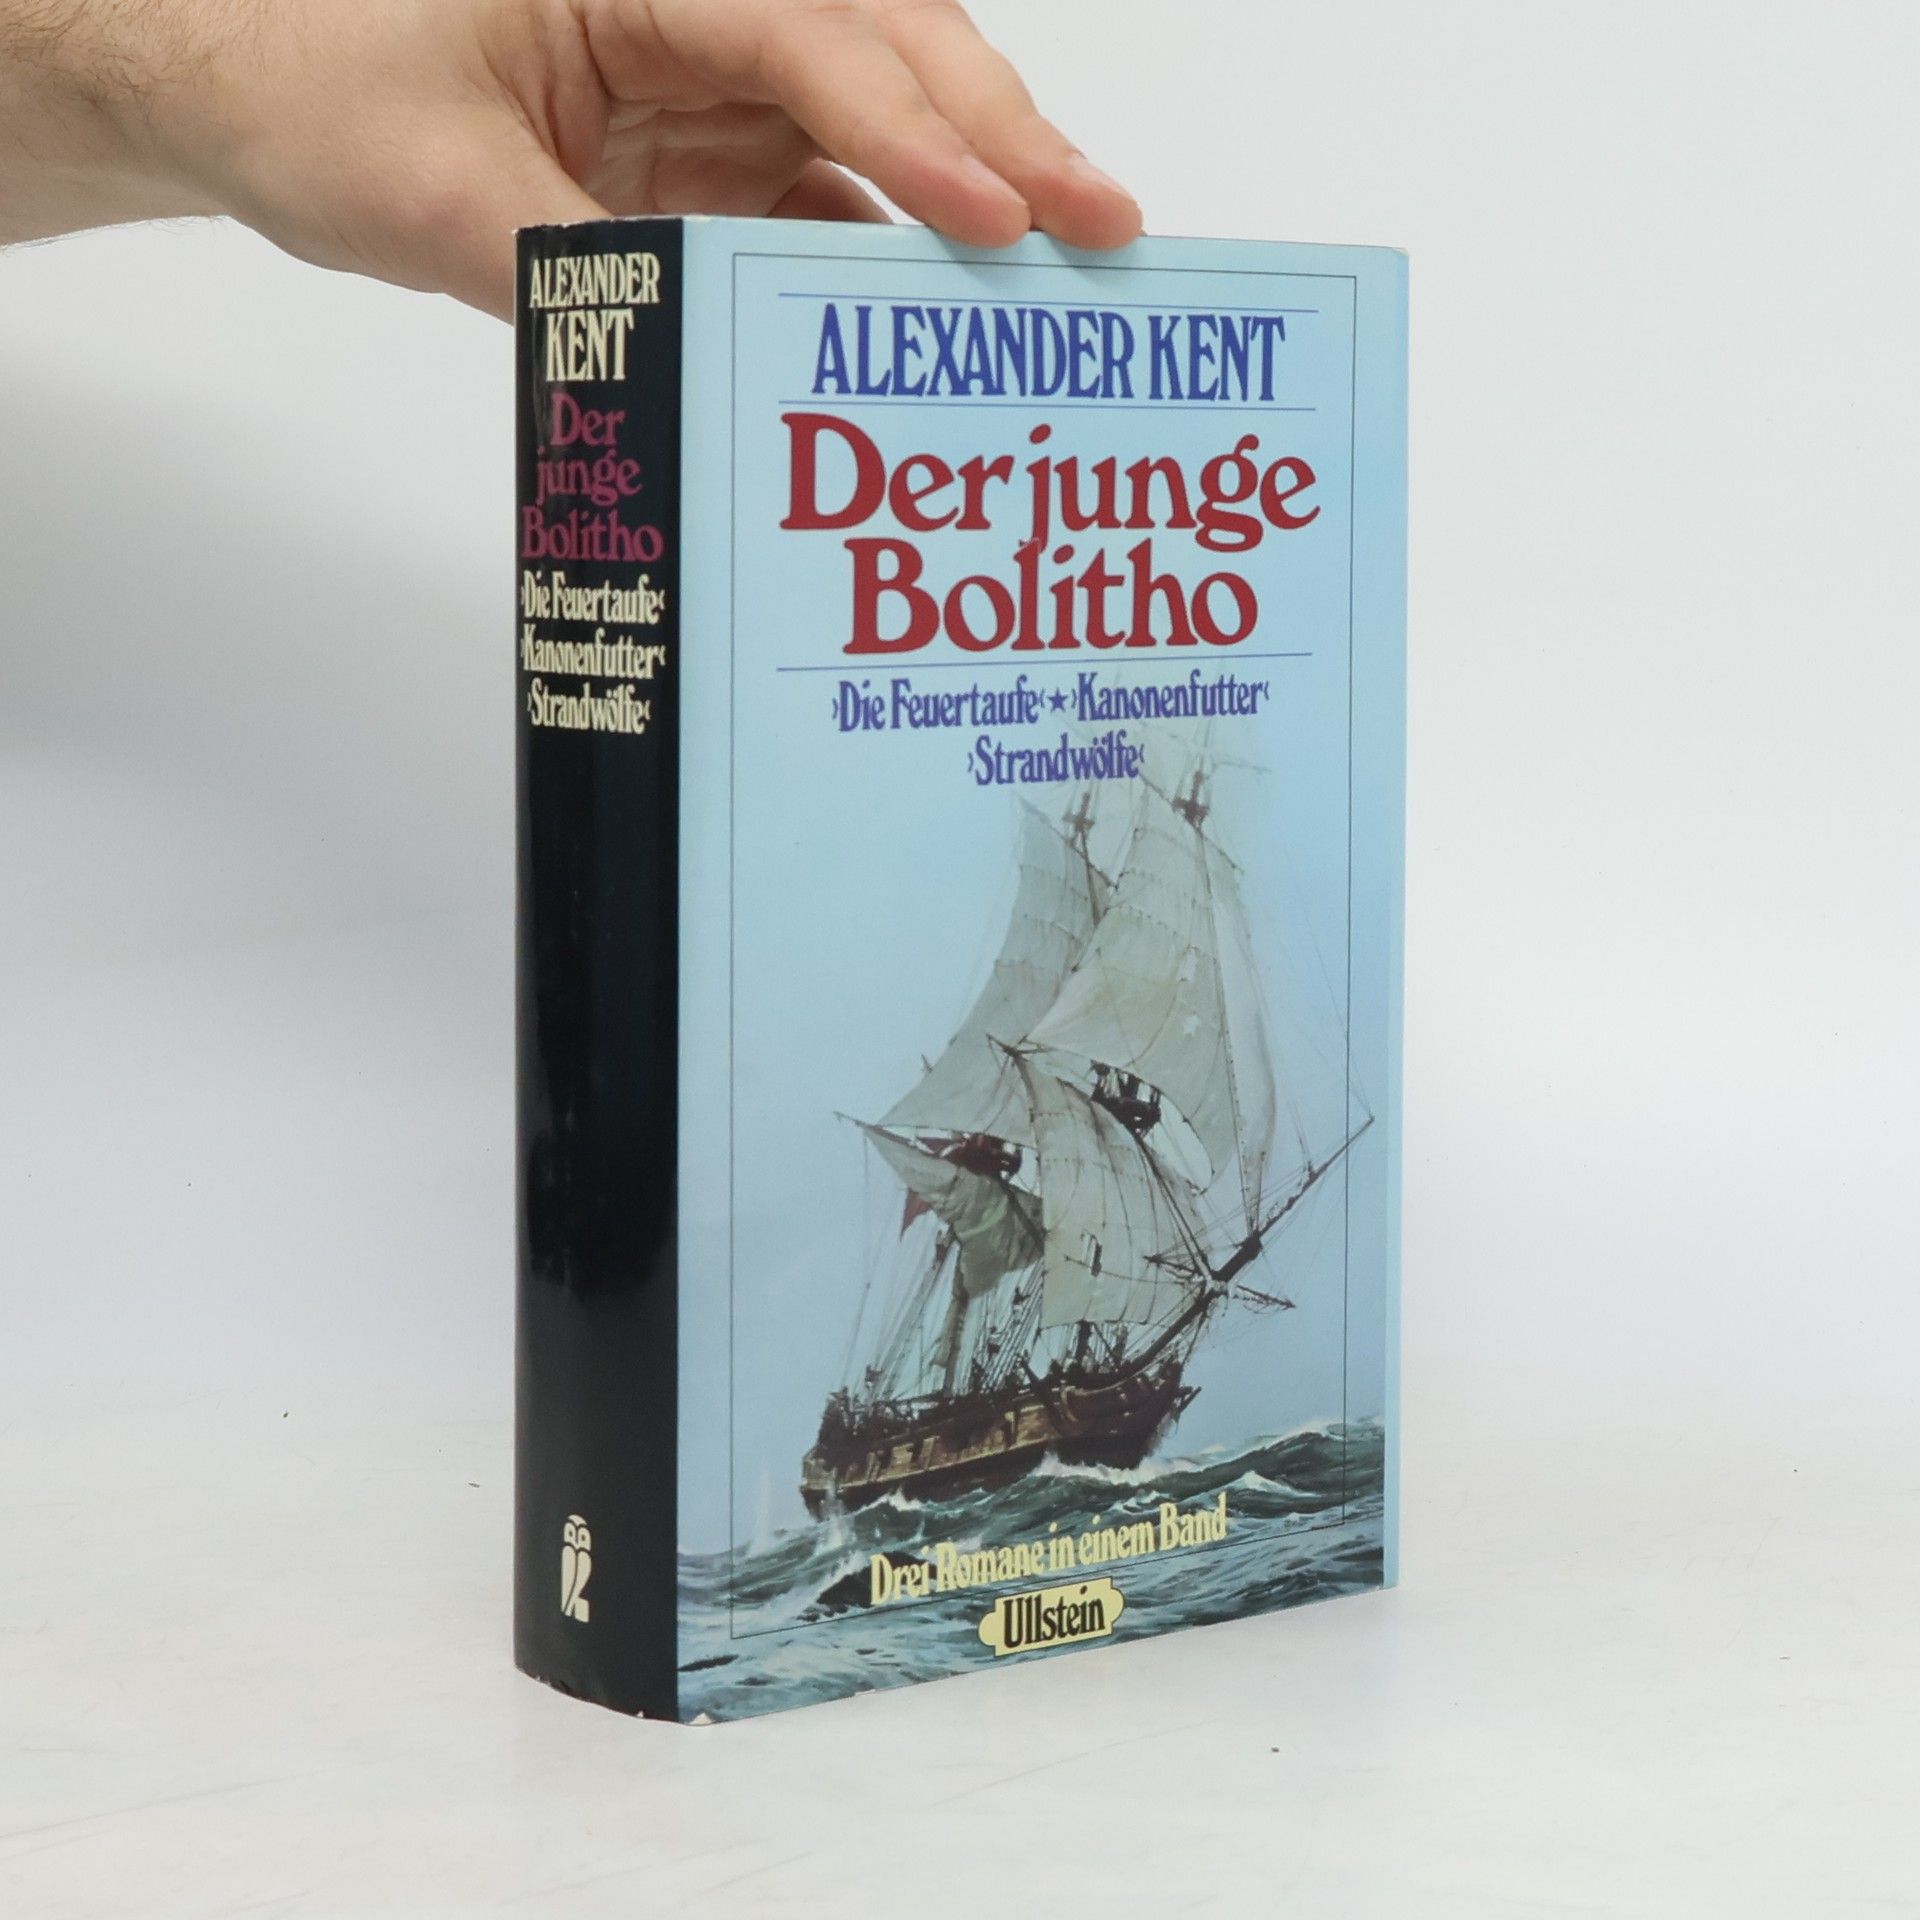 ALEXANDER
KENT
Der
junge
Bolitho
›Die Feuertaufe‹
›Kanonenfutter‹
›Strandwölfe‹
ALEXANDER KENT
Der junge
Bolitho
›Die Feuertaufe‹★›Kanonenfutter‹
›Strandwölfe‹
Drei Romane in einem Band
Ullstein